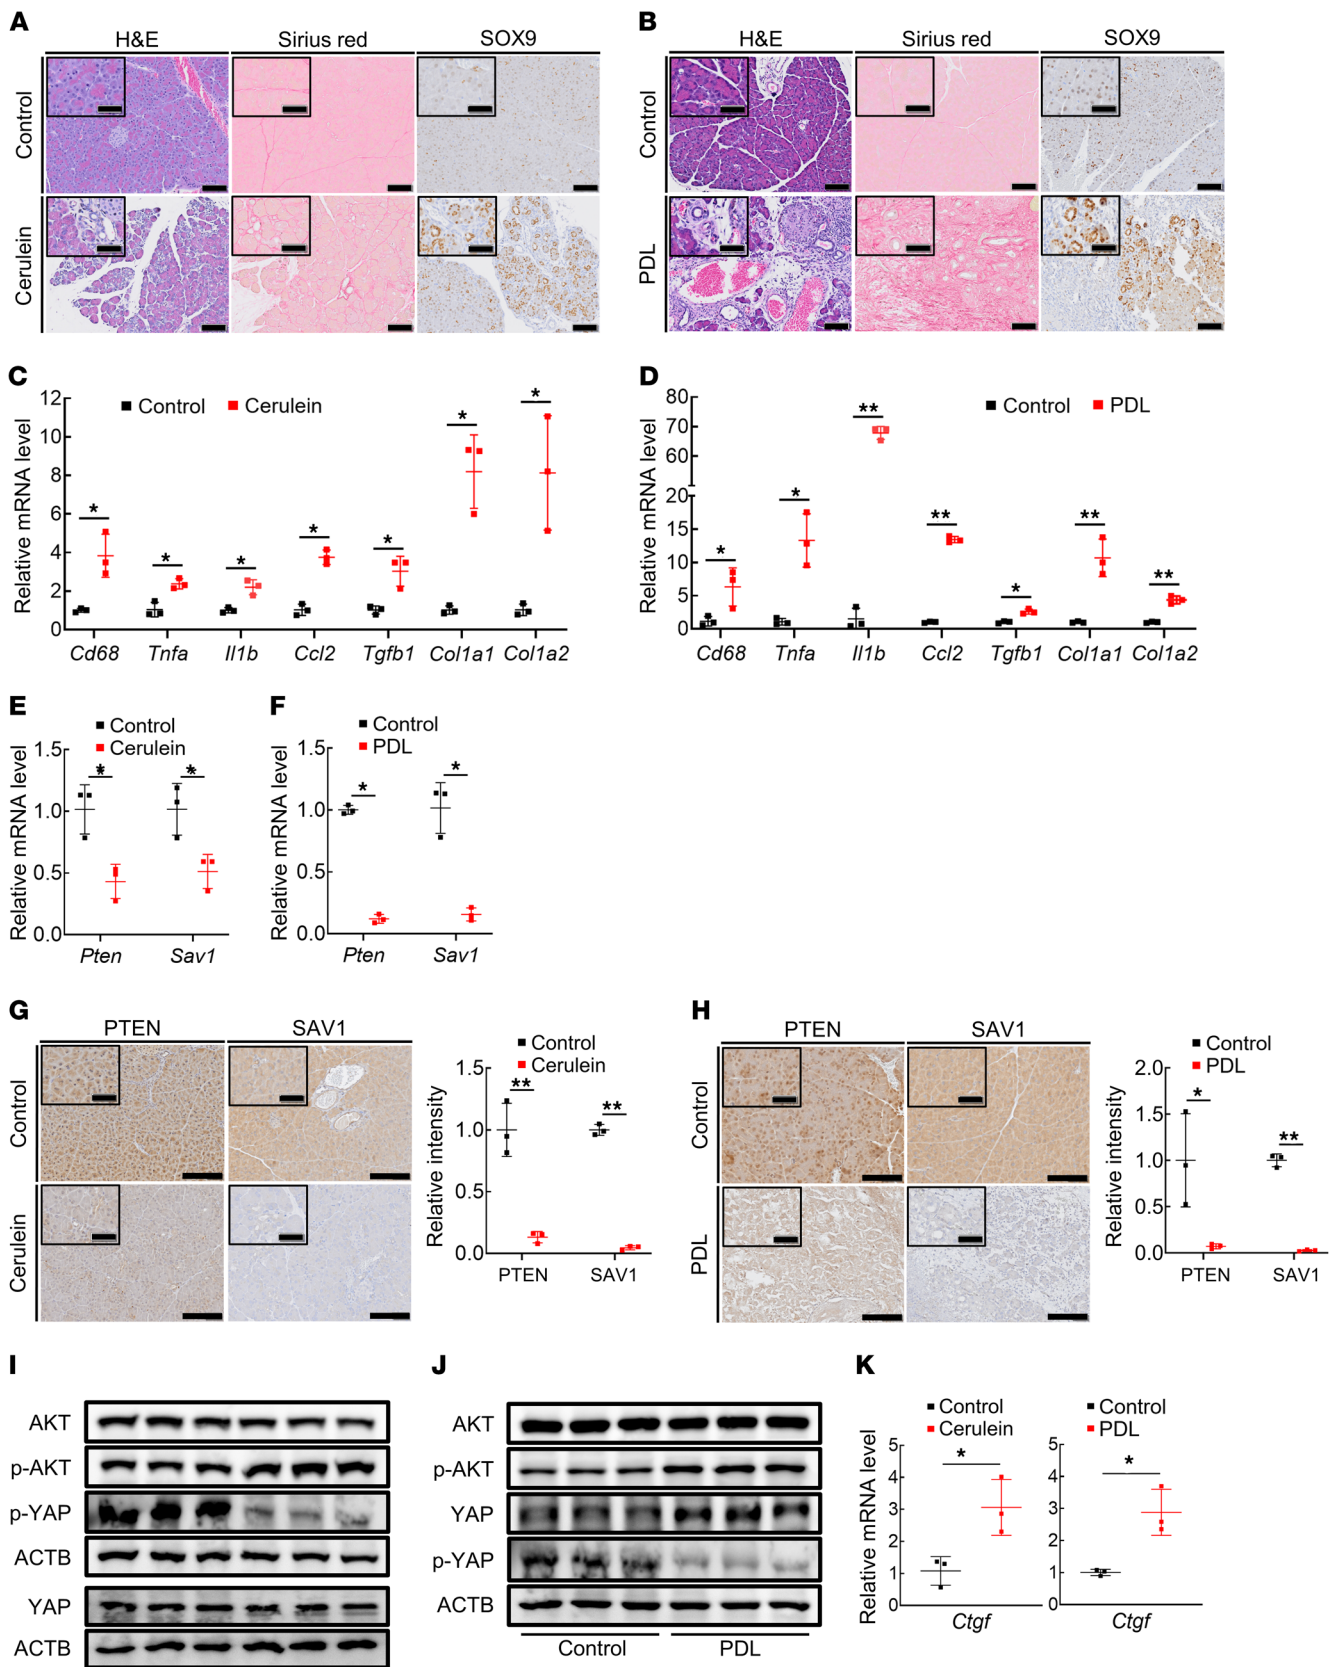 A
H&E
Sirius red
SOX9
Control
Cerulein
B
H&E
Sirius red
SOX9
Control
PDL
C
Relative mRNA level
12
10
8
6
4
2
0
Control
Cerulein
*
*
*
*
*
*
*
Cd68
Tnfa
Il1b
Ccl2
Tgfb1
Col1a1
Col1a2
D
Relative mRNA level
80
70
60
20
15
10
5
0
Control
PDL
*
*
**
**
*
**
**
Cd68
Tnfa
Il1b
Ccl2
Tgfb1
Col1a1
Col1a2
E
Relative mRNA level
1.5
1.0
0.5
0.0
Control
Cerulein
*
*
Pten
Sav1
F
Relative mRNA level
1.5
1.0
0.5
0.0
Control
PDL
*
*
Pten
Sav1
G
PTEN
SAV1
Control
Cerulein
Relative intensity
1.5
1.0
0.5
0.0
Control
Cerulein
**
**
PTEN
SAV1
H
PTEN
SAV1
Control
PDL
Relative intensity
2.0
1.5
1.0
0.5
0.0
Control
PDL
*
**
PTEN
SAV1
I
AKT
p-AKT
p-YAP
ACTB
YAP
ACTB
J
AKT
p-AKT
YAP
p-YAP
ACTB
Control
PDL
K
Relative mRNA level
5
4
3
2
1
0
Control
Cerulein
*
Ctgf
5
4
3
2
1
0
Control
PDL
*
Ctgf